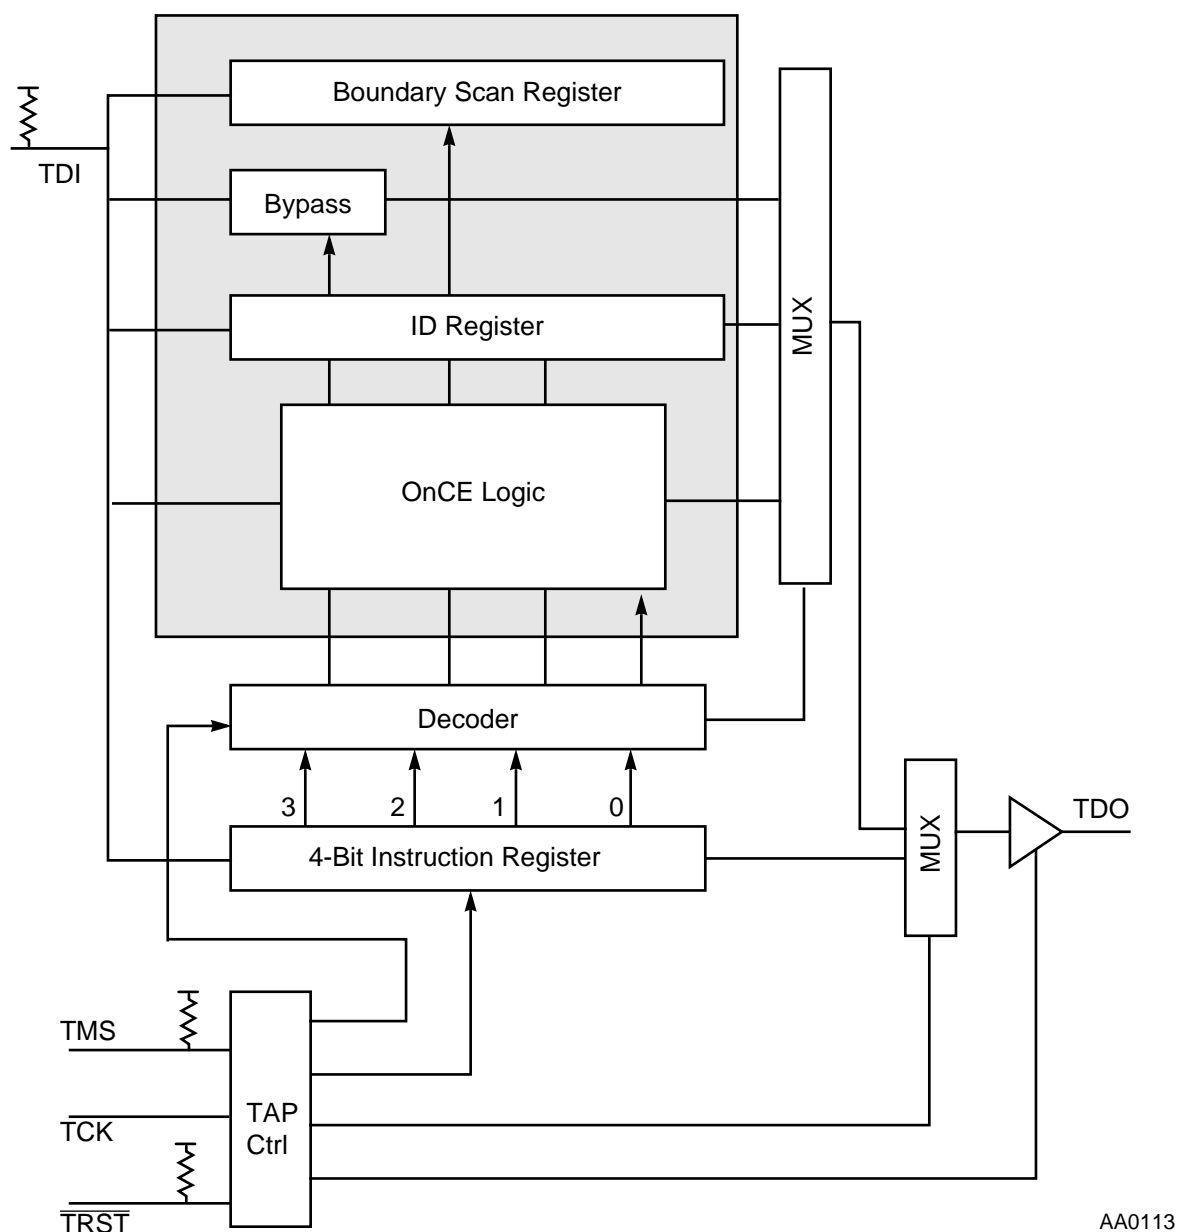 Boundary Scan Register
TDI
Bypass
ID Register
MUX
OnCE Logic
Decoder
3 2 1 0
4-Bit Instruction Register
MUX
TDO
TMS
TCK
TAP
Ctrl
TRST
AA0113